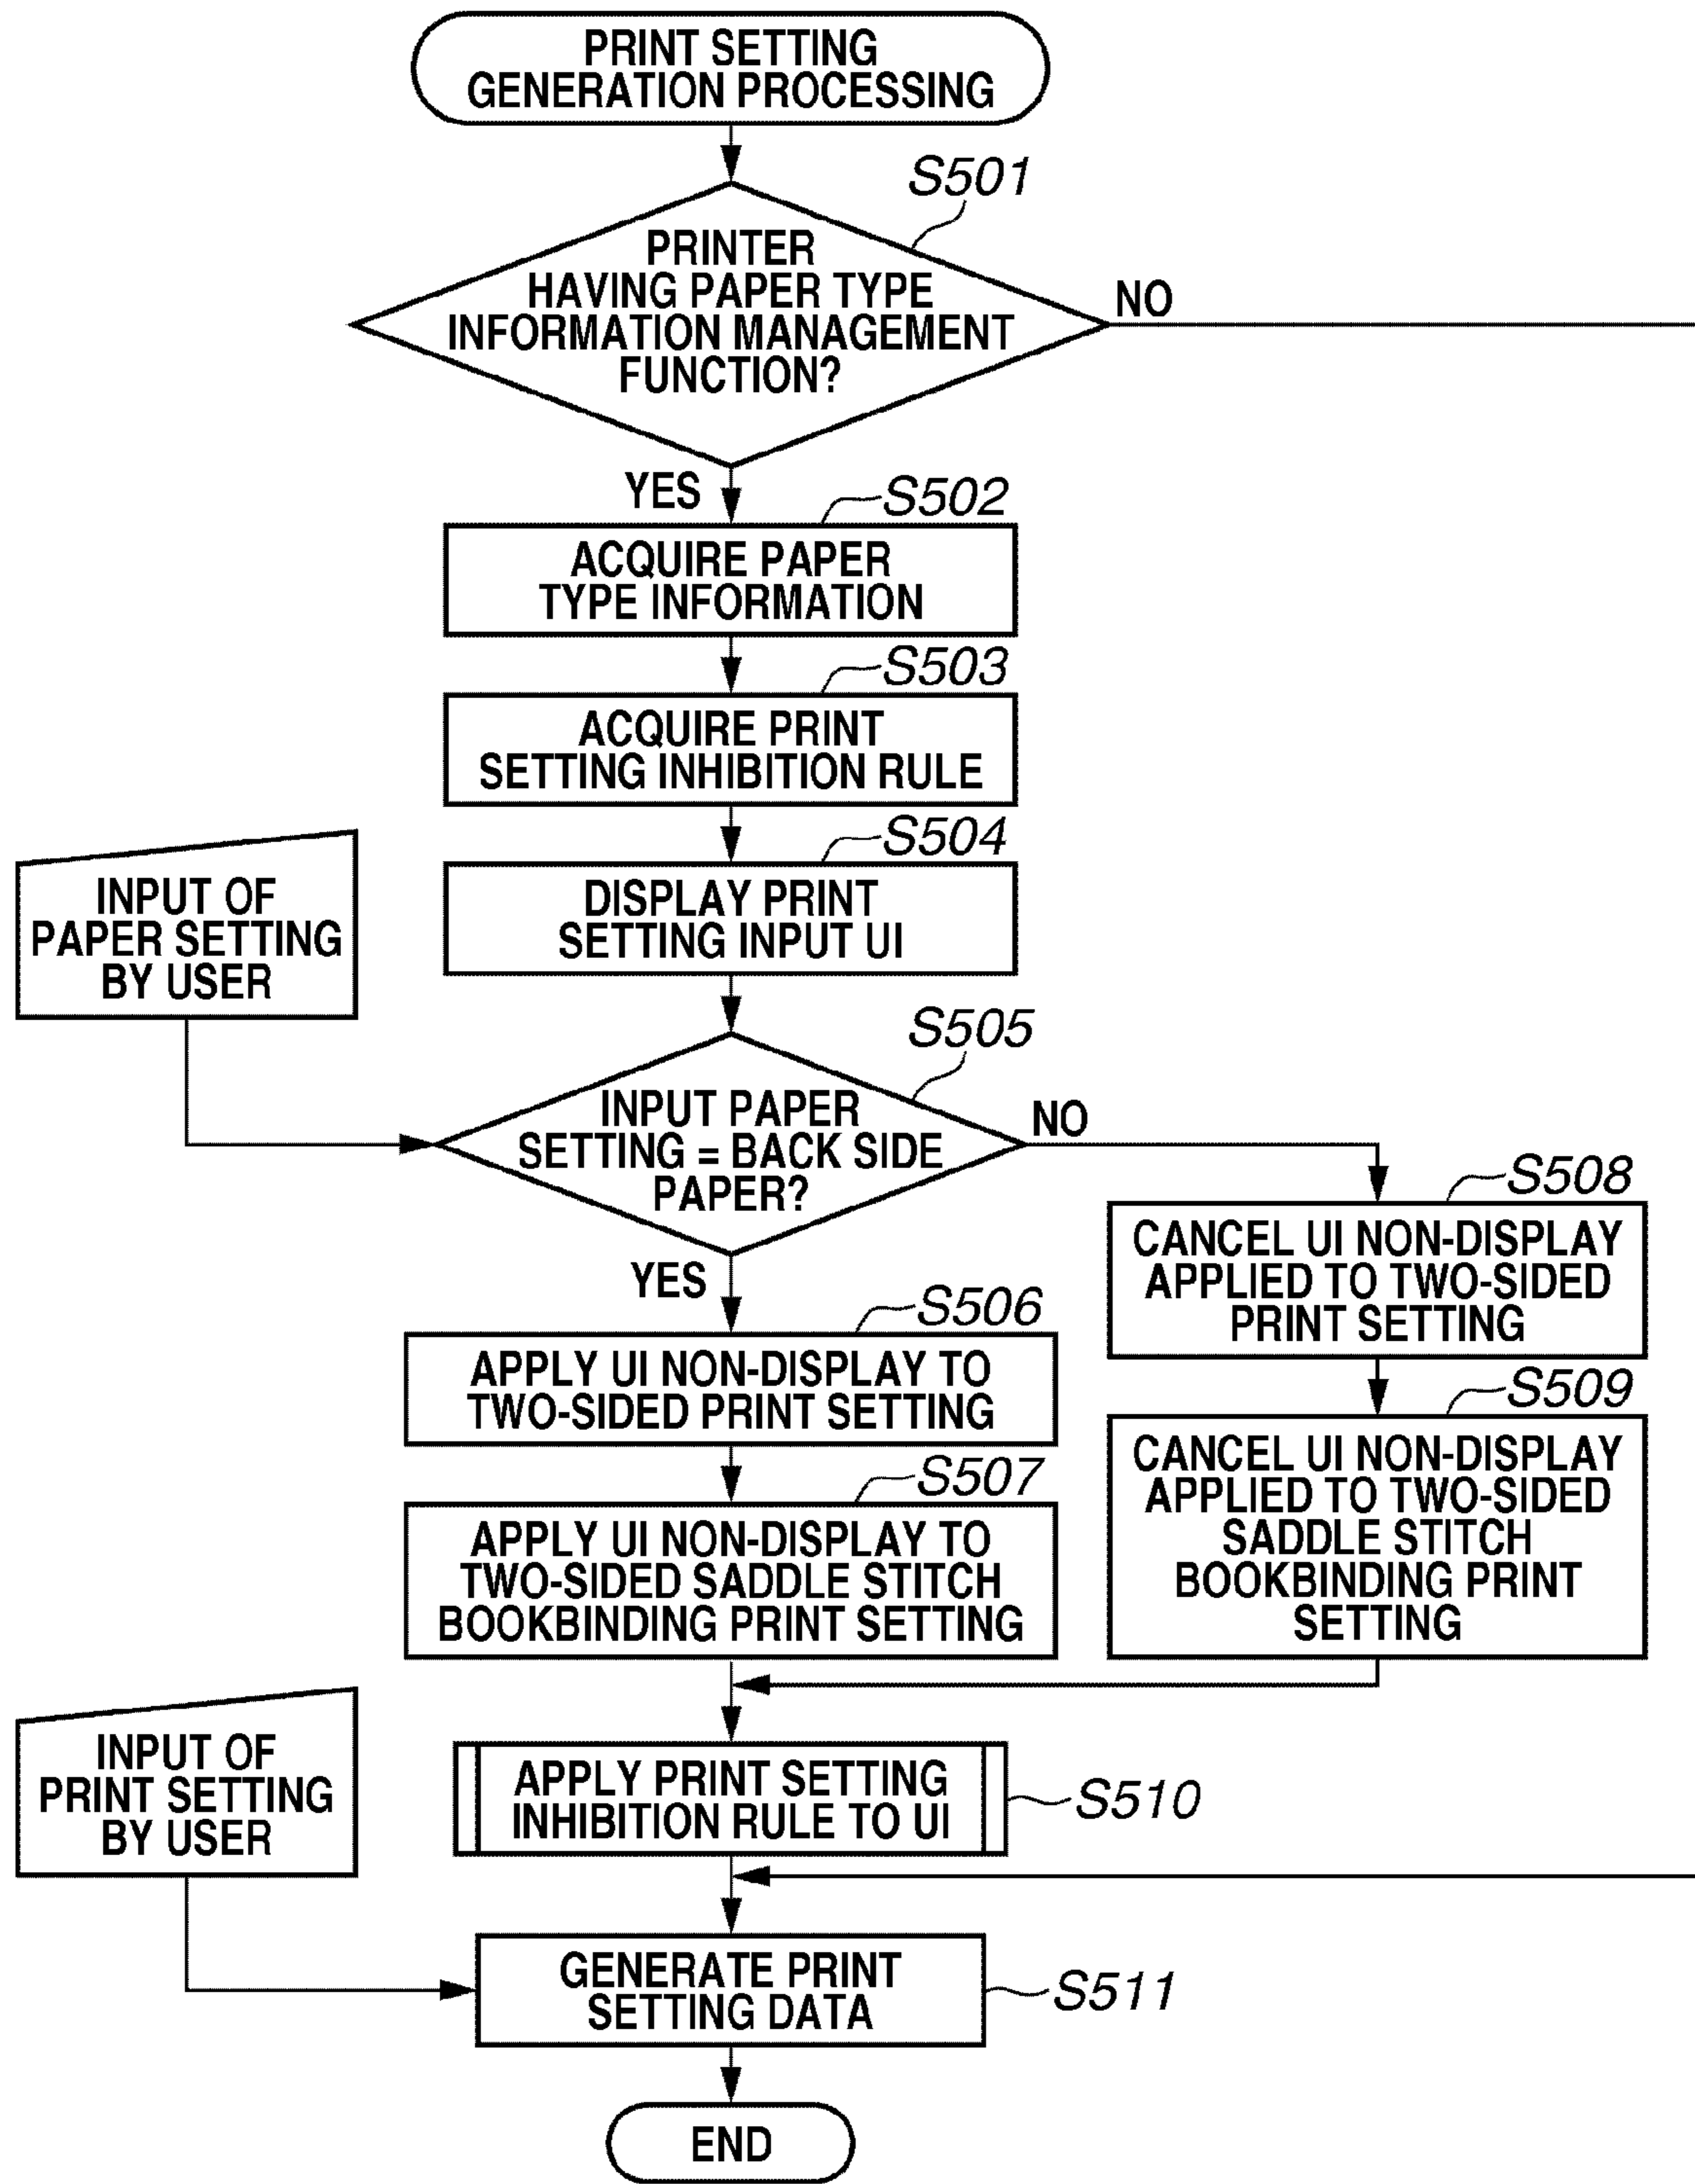 PRINT SETTING
GENERATION PROCESSING
S501
PRINTER
HAVING PAPER TYPE
INFORMATION MANAGEMENT
FUNCTION?
NO
YES
S502
ACQUIRE PAPER
TYPE INFORMATION
S503
ACQUIRE PRINT
SETTING INHIBITION RULE
S504
DISPLAY PRINT
SETTING INPUT UI
INPUT OF
PAPER SETTING
BY USER
S505
INPUT PAPER
SETTING = BACK SIDE
PAPER?
NO
YES
S508
CANCEL UI NON-DISPLAY
APPLIED TO TWO-SIDED
PRINT SETTING
S506
APPLY UI NON-DISPLAY TO
TWO-SIDED PRINT SETTING
S509
CANCEL UI NON-DISPLAY
APPLIED TO TWO-SIDED
SADDLE STITCH
BOOKBINDING PRINT
SETTING
S507
APPLY UI NON-DISPLAY TO
TWO-SIDED SADDLE STITCH
BOOKBINDING PRINT SETTING
INPUT OF
PRINT SETTING
BY USER
APPLY PRINT SETTING
INHIBITION RULE TO UI
S510
GENERATE PRINT
SETTING DATA
S511
END